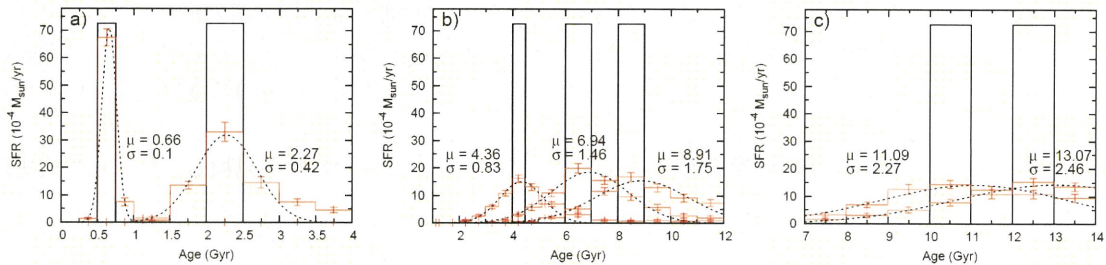 a)
SFR (10⁻⁴ M_sun/yr)
70
60
50
40
30
20
10
0
μ = 0.66
σ = 0.1
μ = 2.27
σ = 0.42
0 0.5 1 1.5 2 2.5 3 3.5 4
Age (Gyr)
b)
SFR (10⁻⁴ M_sun/yr)
70
60
50
40
30
20
10
0
μ = 4.36
σ = 0.83
μ = 6.94
σ = 1.46
μ = 8.91
σ = 1.75
2 4 6 8 10 12
Age (Gyr)
c)
SFR (10⁻⁴ M_sun/yr)
70
60
50
40
30
20
10
0
μ = 11.09
σ = 2.27
μ = 13.07
σ = 2.46
7 8 9 10 11 12 13 14
Age (Gyr)